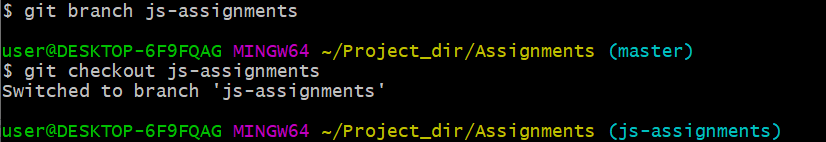 $ git branch js-assignments
user@DESKTOP-6F9FQAG MINGW64 ~/Project_dir/Assignments (master)
$ git checkout js-assignments
Switched to branch 'js-assignments'
user@DESKTOP-6F9FQAG MINGW64 ~/Project_dir/Assignments (js-assignments)